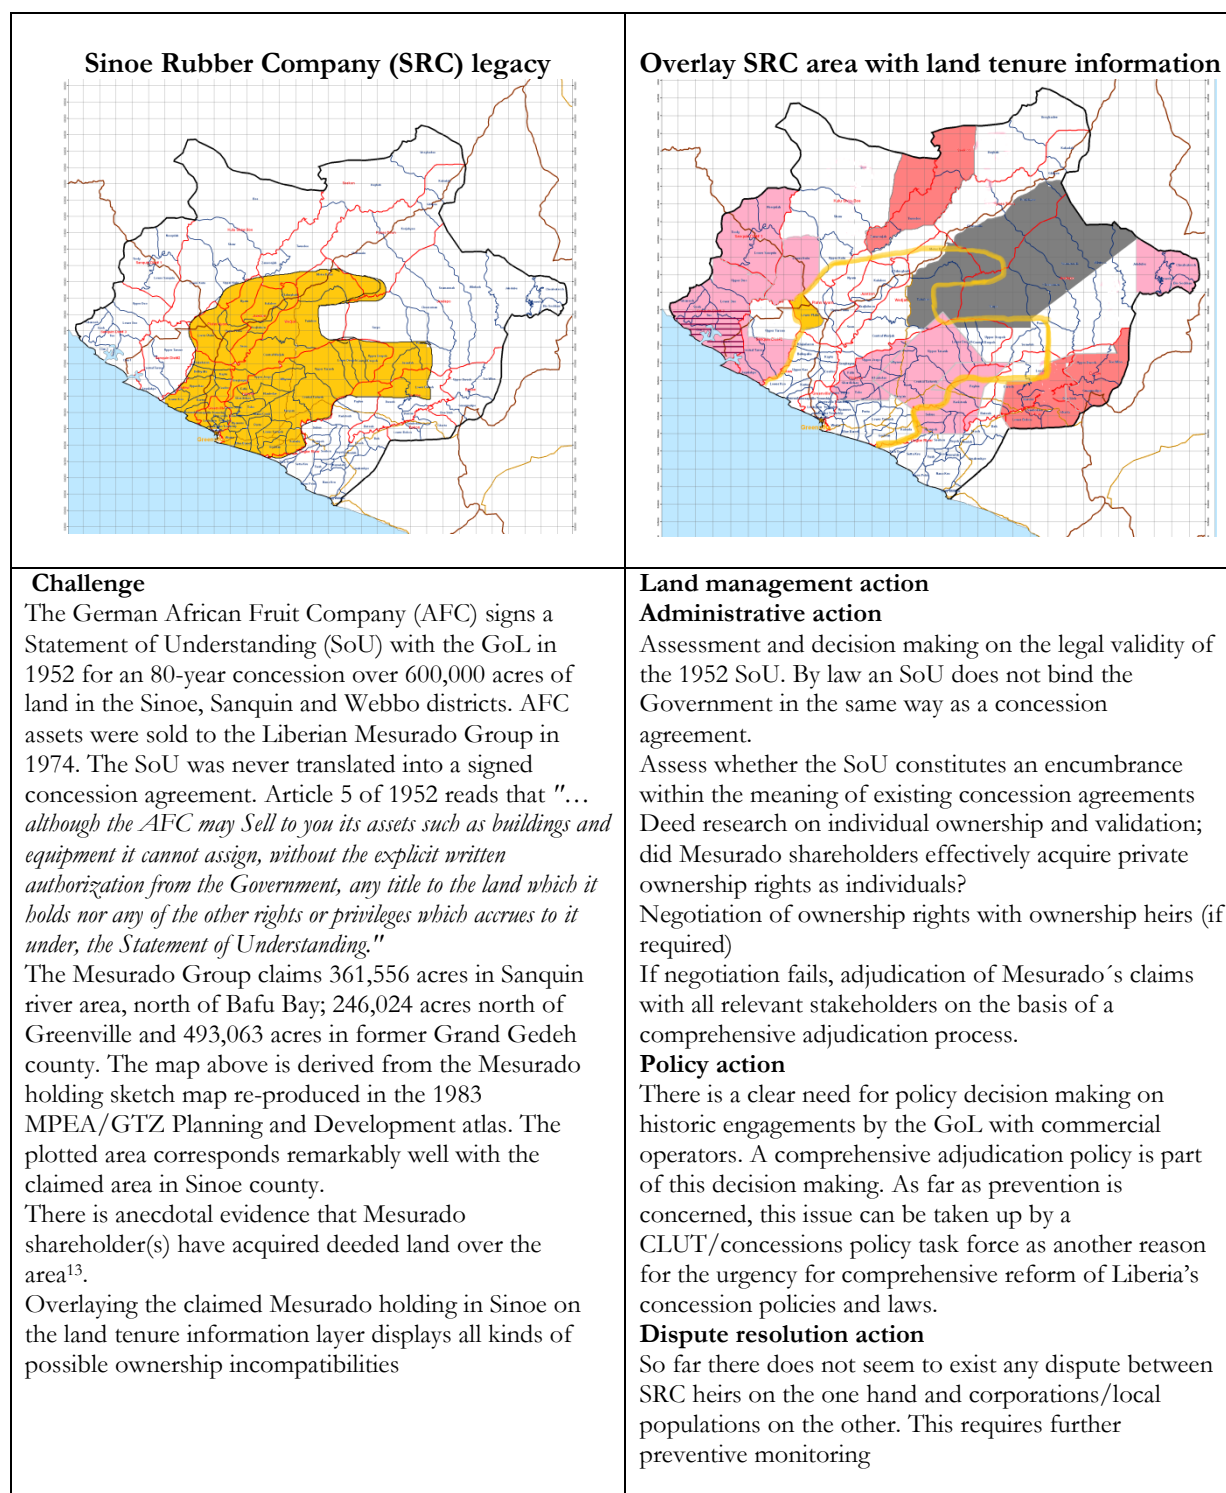 Sinoe Rubber Company (SRC) legacy
Overlay SRC area with land tenure information
Challenge
The German African Fruit Company (AFC) signs a
Statement of Understanding (SoU) with the GoL in
1952 for an 80-year concession over 600,000 acres of
land in the Sinoe, Sanquin and Webbo districts. AFC
assets were sold to the Liberian Mesurado Group in
1974. The SoU was never translated into a signed
concession agreement. Article 5 of 1952 reads that "…
although the AFC may Sell to you its assets such as buildings and
equipment it cannot assign, without the explicit written
authorization from the Government, any title to the land which it
holds nor any of the other rights or privileges which accrues to it
under, the Statement of Understanding."
The Mesurado Group claims 361,556 acres in Sanquin
river area, north of Bafu Bay; 246,024 acres north of
Greenville and 493,063 acres in former Grand Gedeh
county. The map above is derived from the Mesurado
holding sketch map re-produced in the 1983
MPEA/GTZ Planning and Development atlas. The
plotted area corresponds remarkably well with the
claimed area in Sinoe county.
There is anecdotal evidence that Mesurado
shareholder(s) have acquired deeded land over the
area¹³.
Overlaying the claimed Mesurado holding in Sinoe on
the land tenure information layer displays all kinds of
possible ownership incompatibilities
Land management action
Administrative action
Assessment and decision making on the legal validity of
the 1952 SoU. By law an SoU does not bind the
Government in the same way as a concession
agreement.
Assess whether the SoU constitutes an encumbrance
within the meaning of existing concession agreements
Deed research on individual ownership and validation;
did Mesurado shareholders effectively acquire private
ownership rights as individuals?
Negotiation of ownership rights with ownership heirs (if
required)
If negotiation fails, adjudication of Mesurado´s claims
with all relevant stakeholders on the basis of a
comprehensive adjudication process.
Policy action
There is a clear need for policy decision making on
historic engagements by the GoL with commercial
operators. A comprehensive adjudication policy is part
of this decision making. As far as prevention is
concerned, this issue can be taken up by a
CLUT/concessions policy task force as another reason
for the urgency for comprehensive reform of Liberia's
concession policies and laws.
Dispute resolution action
So far there does not seem to exist any dispute between
SRC heirs on the one hand and corporations/local
populations on the other. This requires further
preventive monitoring